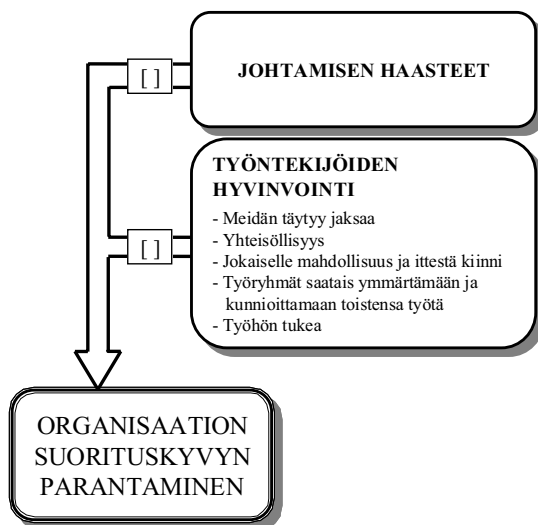 [ ]
JOHTAMISEN HAASTEET
[ ]
TYÖNTEKIJÖIDEN
HYVINVOINTI
- Meidän täytyy jaksaa
- Yhteisöllisyys
- Jokaiselle mahdollisuus ja ittestä kiinni
- Työryhmät saatais ymmärtämään ja
kunnioittamaan toistensa työtä
- Työhön tukea
ORGANISAATION
SUORITUSKYVYN
PARANTAMINEN